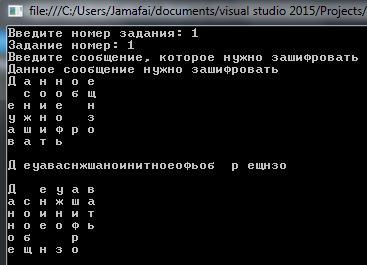 file:///C:/Users/Jamafai/documents/visual studio 2015/Projects/
Введите номер задания: 1
Задание номер: 1
Введите сообщение, которое нужно зашифровать
Данное сообщение нужно зашифровать
Д а н н о е
  с о о б щ
е н и е   н
у ж н о   з
а ш и ф р о
в а т ь
Д еуаваснжшаноинитноеофьоб  р ещнзо
Д   е у а в
а с н ж ш а
н о и н и т
н о е о ф ь
о б     р
е щ н з о